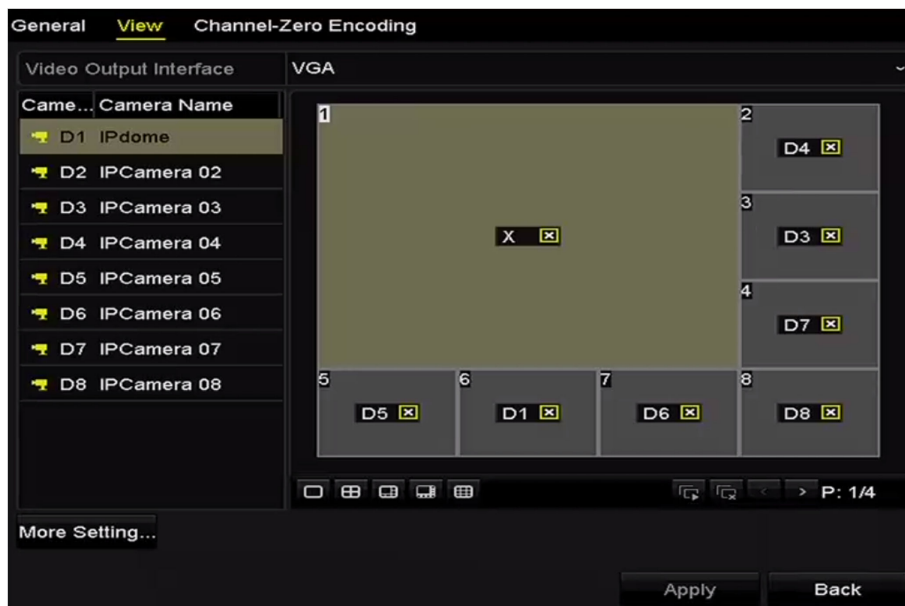 General View Channel-Zero Encoding
Video Output Interface VGA
Came... Camera Name
D1 IPdome
D2 IPCamera 02
D3 IPCamera 03
D4 IPCamera 04
D5 IPCamera 05
D6 IPCamera 06
D7 IPCamera 07
D8 IPCamera 08
1
X
2
D4
3
D3
4
D7
5
D5
6
D1
7
D6
8
D8
< > P: 1/4
More Setting...
Apply Back